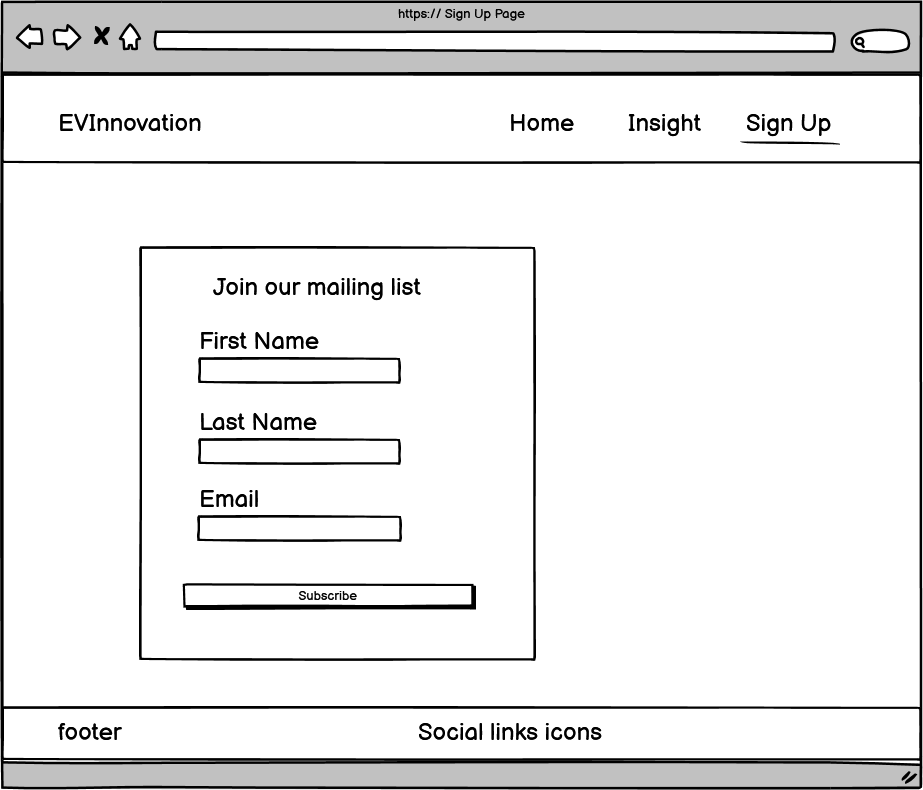 https:// Sign Up Page
EVInnovation Home Insight Sign Up
Join our mailing list
First Name
Last Name
Email
Subscribe
footer Social links icons